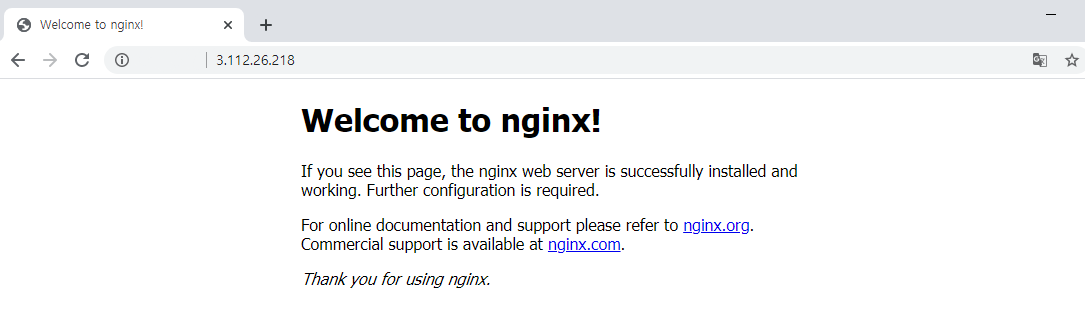 Welcome to nginx!
3.112.26.218
Welcome to nginx!
If you see this page, the nginx web server is successfully installed and
working. Further configuration is required.
For online documentation and support please refer to nginx.org.
Commercial support is available at nginx.com.
Thank you for using nginx.